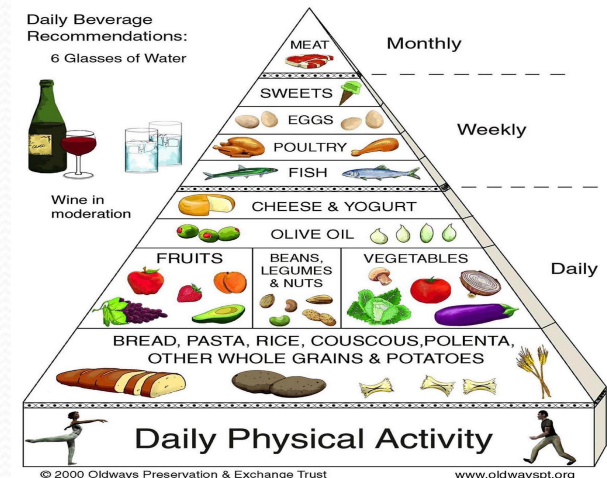 Daily Beverage
Recommendations:
6 Glasses of Water
Wine in
moderation
MEAT
Monthly
SWEETS
EGGS
POULTRY
FISH
Weekly
CHEESE & YOGURT
OLIVE OIL
FRUITS
BEANS,
LEGUMES
& NUTS
VEGETABLES
Daily
BREAD, PASTA, RICE, COUSCOUS,POLENTA,
OTHER WHOLE GRAINS & POTATOES
Daily Physical Activity
© 2000 Oldways Preservation & Exchange Trust
www.oldwayspt.org